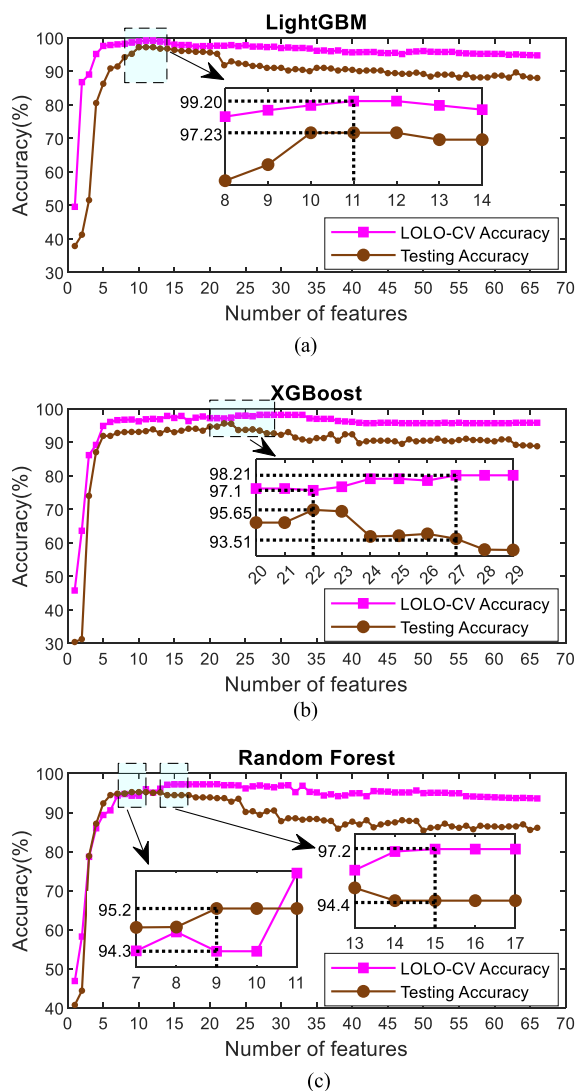 LightGBM
100
90
80
70
60
50
40
30
Accuracy(%)
99.20
97.23
8 9 10 11 12 13 14
LOLO-CV Accuracy
Testing Accuracy
0 5 10 15 20 25 30 35 40 45 50 55 60 65 70
Number of features
(a)
XGBoost
100
90
80
70
60
50
40
30
Accuracy(%)
98.21
97.1
95.65
93.51
20 21 22 23 24 25 26 27 28 29
LOLO-CV Accuracy
Testing Accuracy
0 5 10 15 20 25 30 35 40 45 50 55 60 65 70
Number of features
(b)
Random Forest
100
90
80
70
60
50
40
Accuracy(%)
95.2
94.3
7 8 9 10 11
97.2
94.4
13 14 15 16 17
LOLO-CV Accuracy
Testing Accuracy
0 5 10 15 20 25 30 35 40 45 50 55 60 65 70
Number of features
(c)